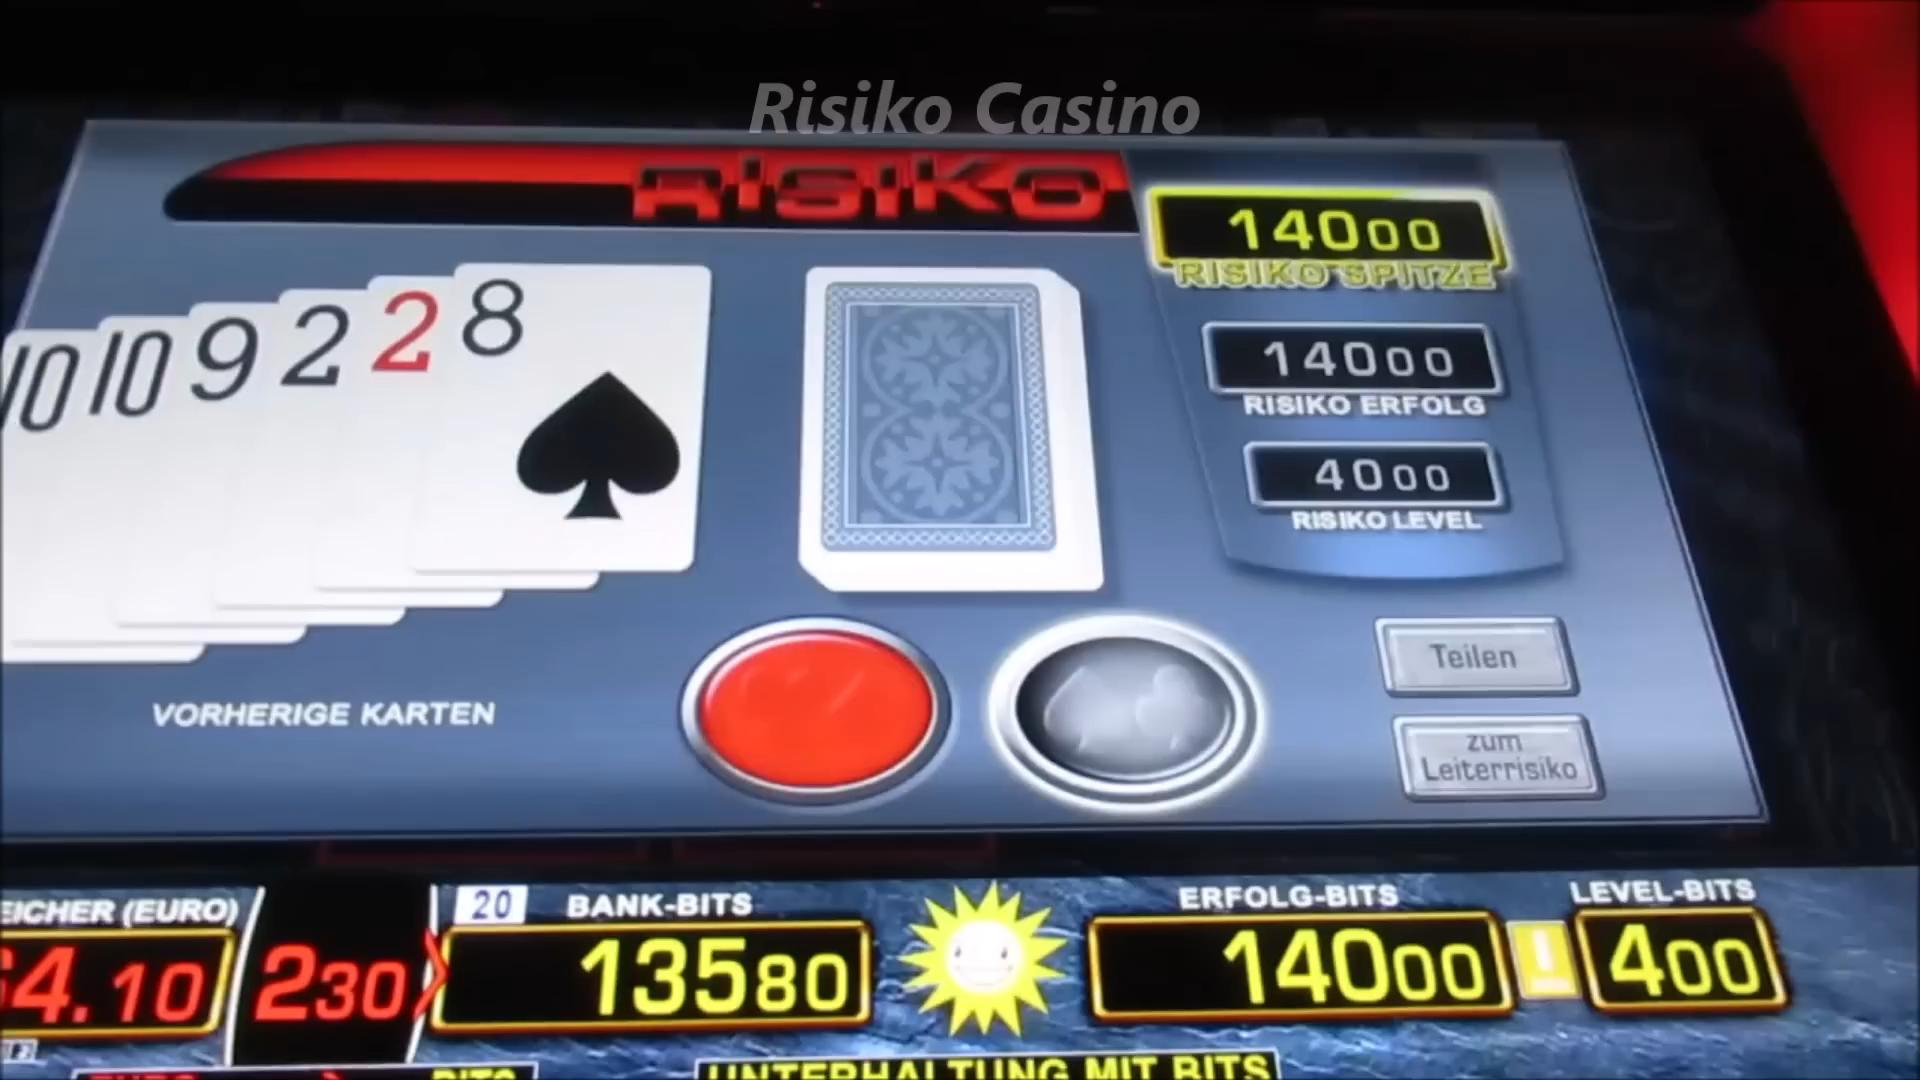 Risiko Casino
RISIKO
14000
RISIKO SPITZE
10 10 9 2 2 8
14000
RISIKO ERFOLG
4000
RISIKO LEVEL
Teilen
VORHERIGE KARTEN
zum
Leiterrisiko
EICHER (EURO)
20
BANK-BITS
ERFOLG-BITS
LEVEL-BITS
4.10
230
13580
14000
!
400
UNTERHALTUNG MIT BITS